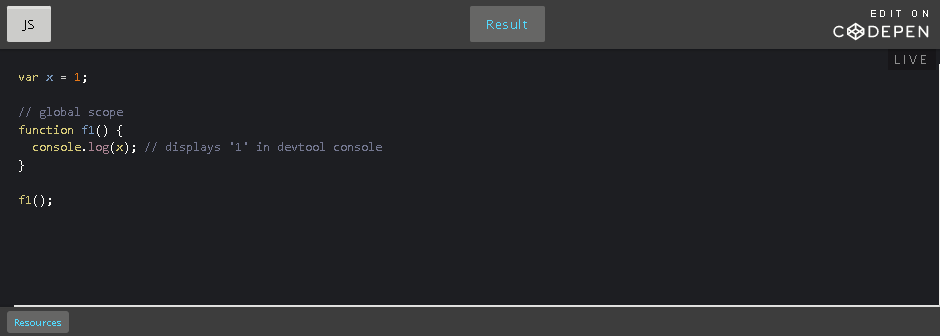 JS
Result
EDIT ON
CODEPEN
LIVE
var x = 1;
// global scope
function f1() {
console.log(x); // displays "1" in devtool console
}
f1();
Resources